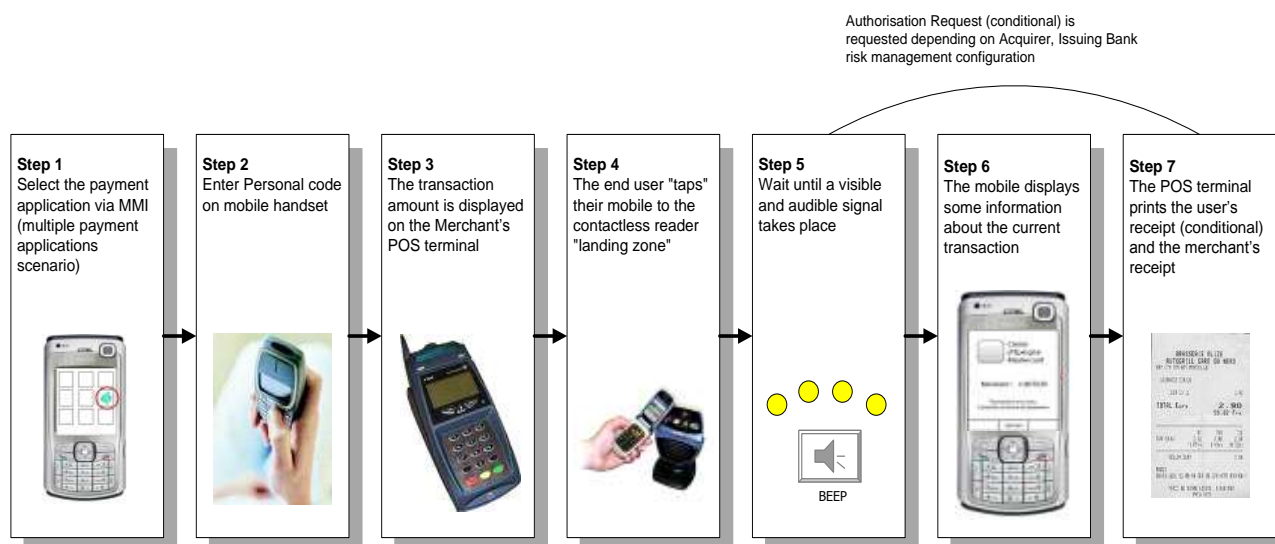 Authorisation Request (conditional) is
requested depending on Acquirer, Issuing Bank
risk management configuration
Step 1
Select the payment
application via MMI
(multiple payment
applications
scenario)
Step 2
Enter Personal code
on mobile handset
Step 3
The transaction
amount is displayed
on the Merchant's
POS terminal
Step 4
The end user "taps"
their mobile to the
contactless reader
"landing zone"
Step 5
Wait until a visible
and audible signal
takes place
BEEP
Step 6
The mobile displays
some information
about the current
transaction
Step 7
The POS terminal
prints the user's
receipt (conditional)
and the merchant's
receipt
TOTAL
2.90